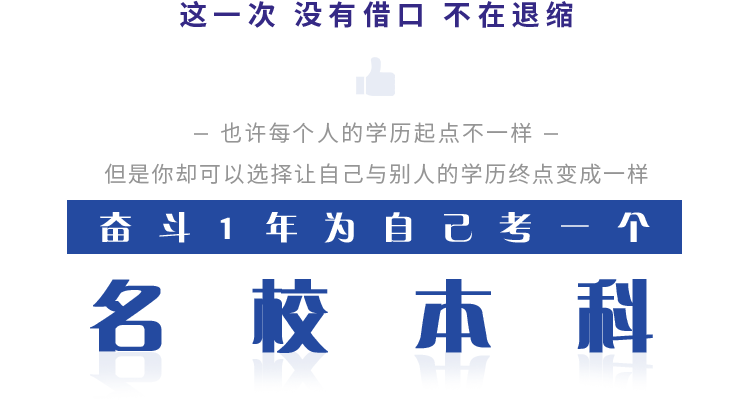 这一次 没有借口 不在退缩
— 也许每个人的学历起点不一样 —
但是你却可以选择让自己与别人的学历终点变成一样
奋斗1年为自己考一个
名校本科